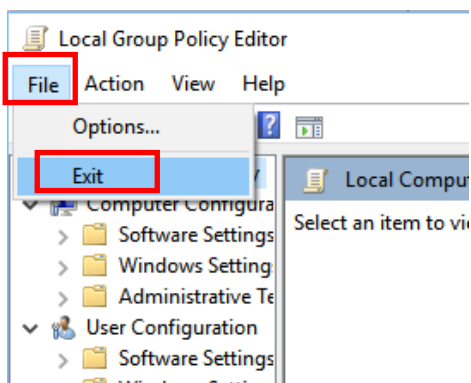 Local Group Policy Editor
File Action View Help
Options...
?
Exit
Local Compu
Computer Configura
Select an item to vi
Software Settings
Windows Setting
Administrative Te
User Configuration
Software Settings